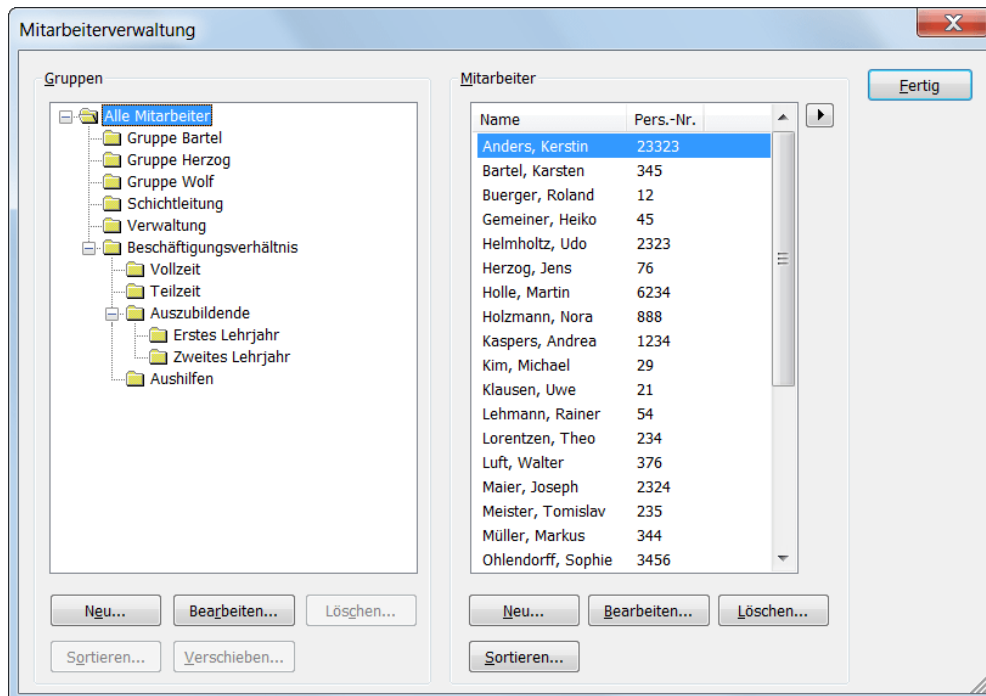 Mitarbeiterverwaltung
Gruppen
Alle Mitarbeiter
Gruppe Bartel
Gruppe Herzog
Gruppe Wolf
Schichtleitung
Verwaltung
Beschäftigungsverhältnis
Vollzeit
Teilzeit
Auszubildende
Erstes Lehrjahr
Zweites Lehrjahr
Aushilfen
Neu... Bearbeiten... Löschen...
Sortieren... Verschieben...
Mitarbeiter
Name Pers.-Nr.
Anders, Kerstin 23323
Bartel, Karsten 345
Buerger, Roland 12
Gemeiner, Heiko 45
Helmholtz, Udo 2323
Herzog, Jens 76
Holle, Martin 6234
Holzmann, Nora 888
Kaspers, Andrea 1234
Kim, Michael 29
Klausen, Uwe 21
Lehmann, Rainer 54
Lorentzen, Theo 234
Luft, Walter 376
Maier, Joseph 2324
Meister, Tomislav 235
Müller, Markus 344
Ohlendorff, Sophie 3456
Neu... Bearbeiten... Löschen...
Sortieren...
Fertig